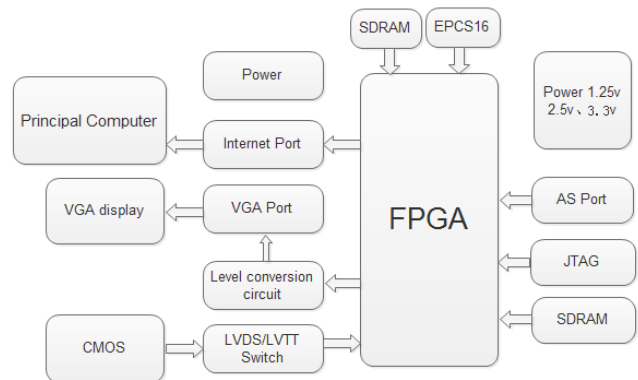 SDRAM
EPCS16
Power
Power 1.25v
2.5v、3.3v
Principal Computer
Internet Port
VGA display
VGA Port
FPGA
AS Port
Level conversion
circuit
JTAG
CMOS
LVDS/LVTT
Switch
SDRAM